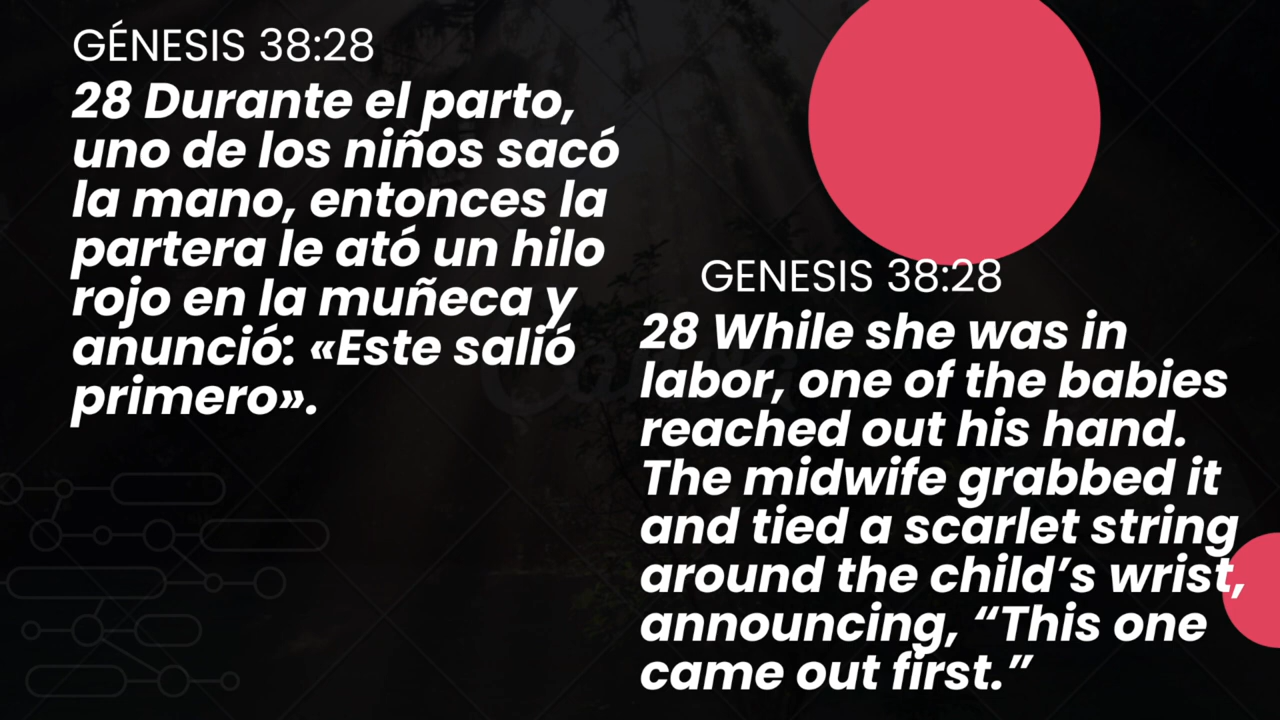 GÉNESIS 38:28
28 Durante el parto,
uno de los niños sacó
la mano, entonces la
partera le ató un hilo
rojo en la muñeca y
anunció: «Este salió
primero».
GENESIS 38:28
28 While she was in
labor, one of the babies
reached out his hand.
The midwife grabbed it
and tied a scarlet string
around the child’s wrist,
announcing, “This one
came out first.”